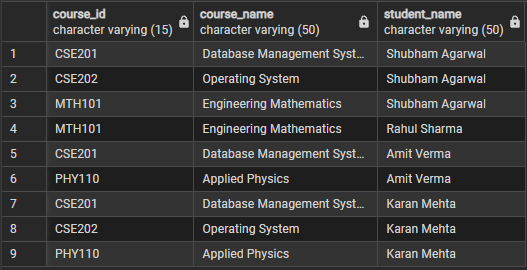 course_id course_name student_name
character varying (15) character varying (50) character varying (50)
1 CSE201 Database Management Syst... Shubham Agarwal
2 CSE202 Operating System Shubham Agarwal
3 MTH101 Engineering Mathematics Shubham Agarwal
4 MTH101 Engineering Mathematics Rahul Sharma
5 CSE201 Database Management Syst... Amit Verma
6 PHY110 Applied Physics Amit Verma
7 CSE201 Database Management Syst... Karan Mehta
8 CSE202 Operating System Karan Mehta
9 PHY110 Applied Physics Karan Mehta